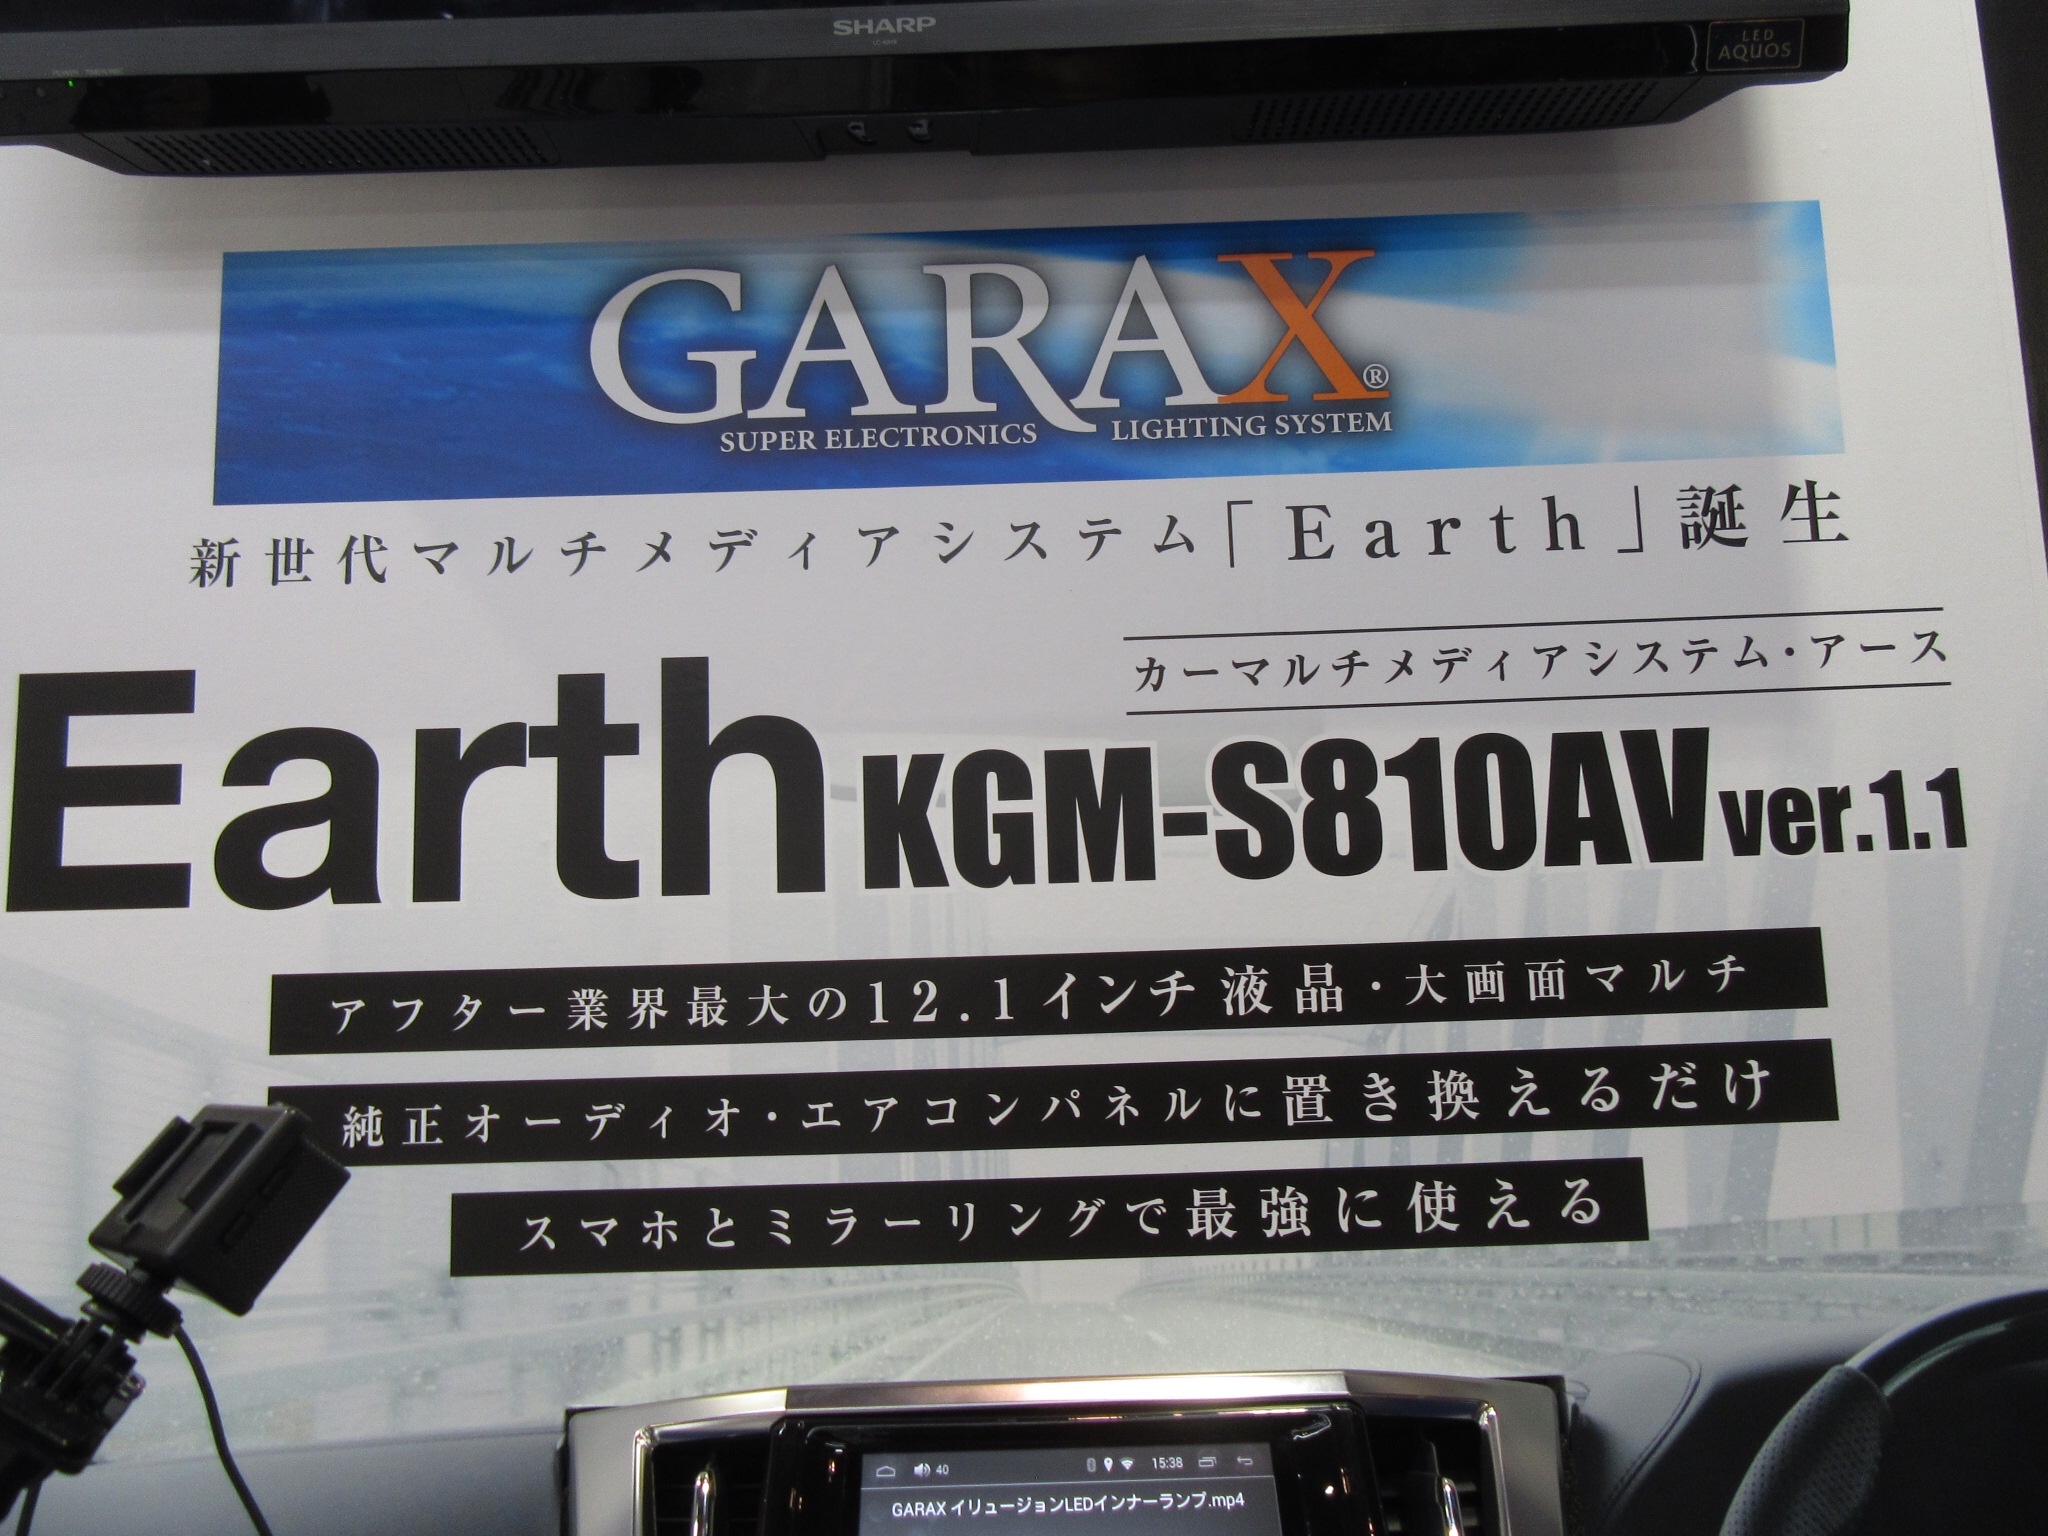 SHARP
LED
AQUOS
GARAX®
SUPER ELECTRONICS LIGHTING SYSTEM
新世代マルチメディアシステム「Earth」誕生
カーマルチメディアシステム・アース
Earth KGM-S810AV ver.1.1
アフター業界最大の12.1インチ液晶・大画面マルチ
純正オーディオ・エアコンパネルに置き換えるだけ
スマホとミラーリングで最強に使える
40 15:38
GARAX イリュージョンLEDインナーランプ.mp4